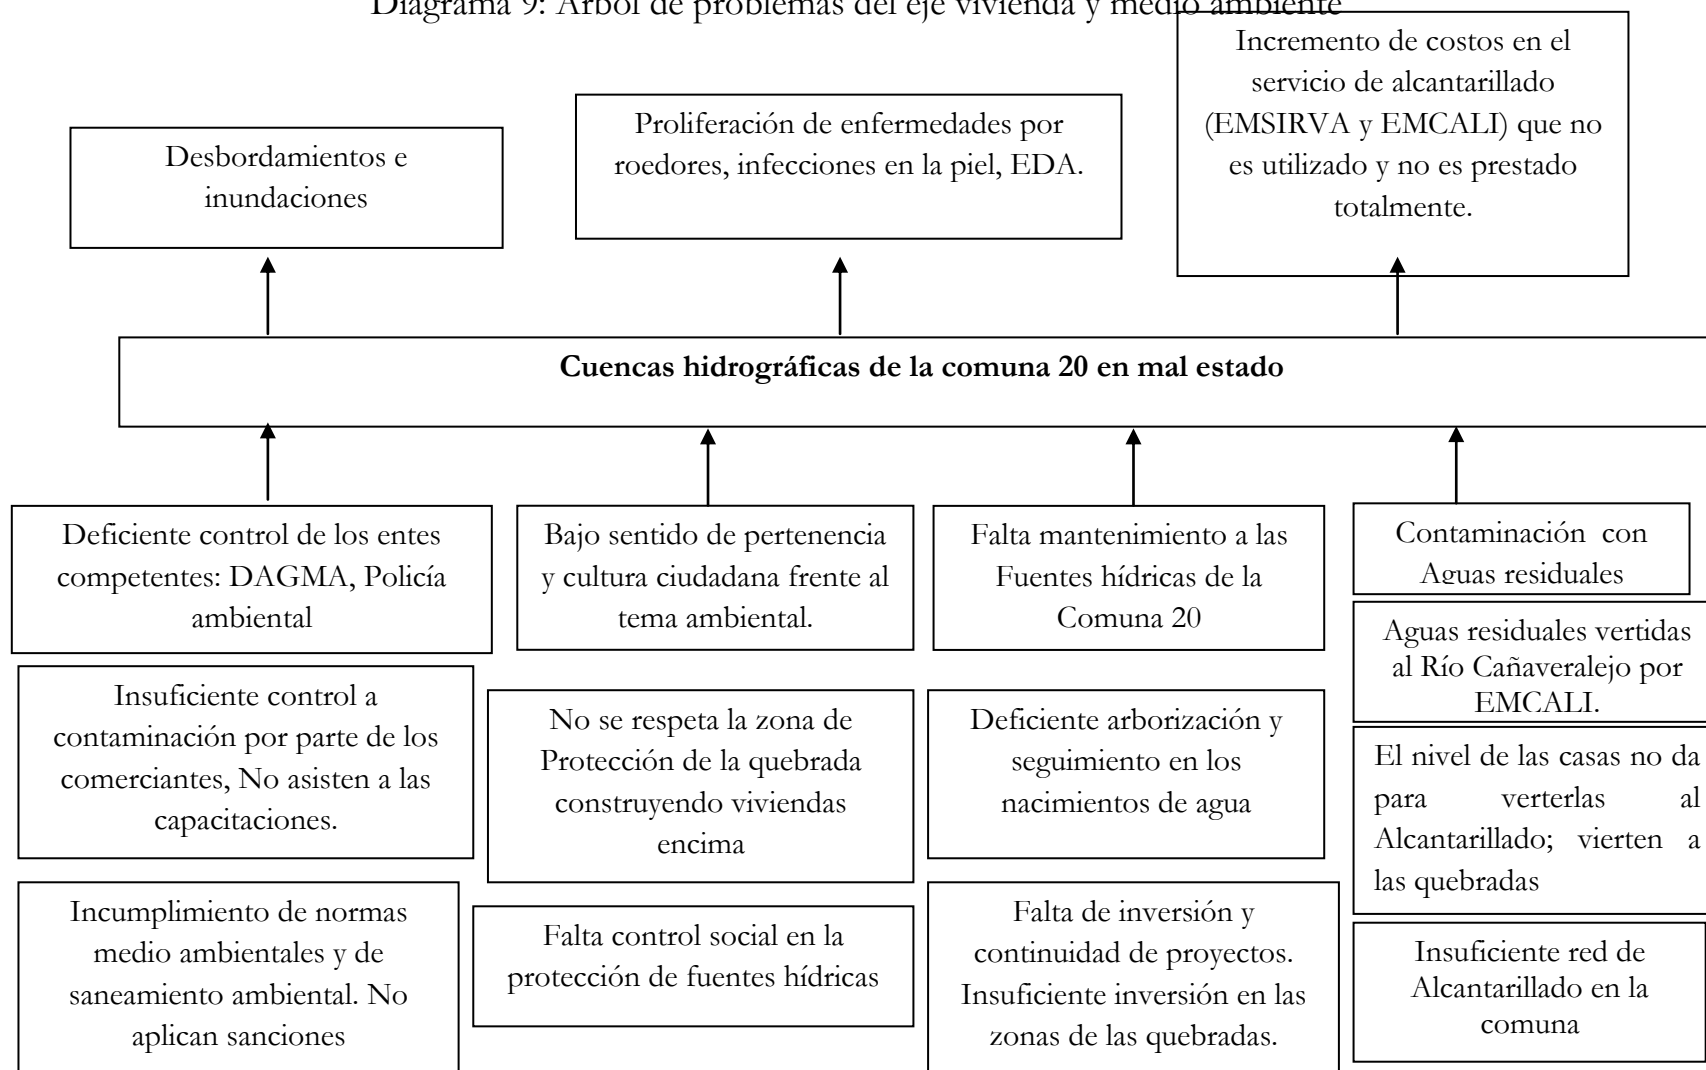 Diagrama 9: Árbol de problemas del eje vivienda y medio ambiente
Desbordamientos e
inundaciones
Proliferación de enfermedades por
roedores, infecciones en la piel, EDA.
Incremento de costos en el
servicio de alcantarillado
(EMSIRVA y EMCALI) que no
es utilizado y no es prestado
totalmente.
Cuencas hidrográficas de la comuna 20 en mal estado
Deficiente control de los entes
competentes: DAGMA, Policía
ambiental
Bajo sentido de pertenencia
y cultura ciudadana frente al
tema ambiental.
Falta mantenimiento a las
Fuentes hídricas de la
Comuna 20
Contaminación con
Aguas residuales
Insuficiente control a
contaminación por parte de los
comerciantes, No asisten a las
capacitaciones.
No se respeta la zona de
Protección de la quebrada
construyendo viviendas
encima
Deficiente arborización y
seguimiento en los
nacimientos de agua
Aguas residuales vertidas
al Río Cañaveralejo por
EMCALI.
El nivel de las casas no da
para verterlas al
Alcantarillado; vierten a
las quebradas
Incumplimiento de normas
medio ambientales y de
saneamiento ambiental. No
aplican sanciones
Falta control social en la
protección de fuentes hídricas
Falta de inversión y
continuidad de proyectos.
Insuficiente inversión en las
zonas de las quebradas.
Insuficiente red de
Alcantarillado en la
comuna